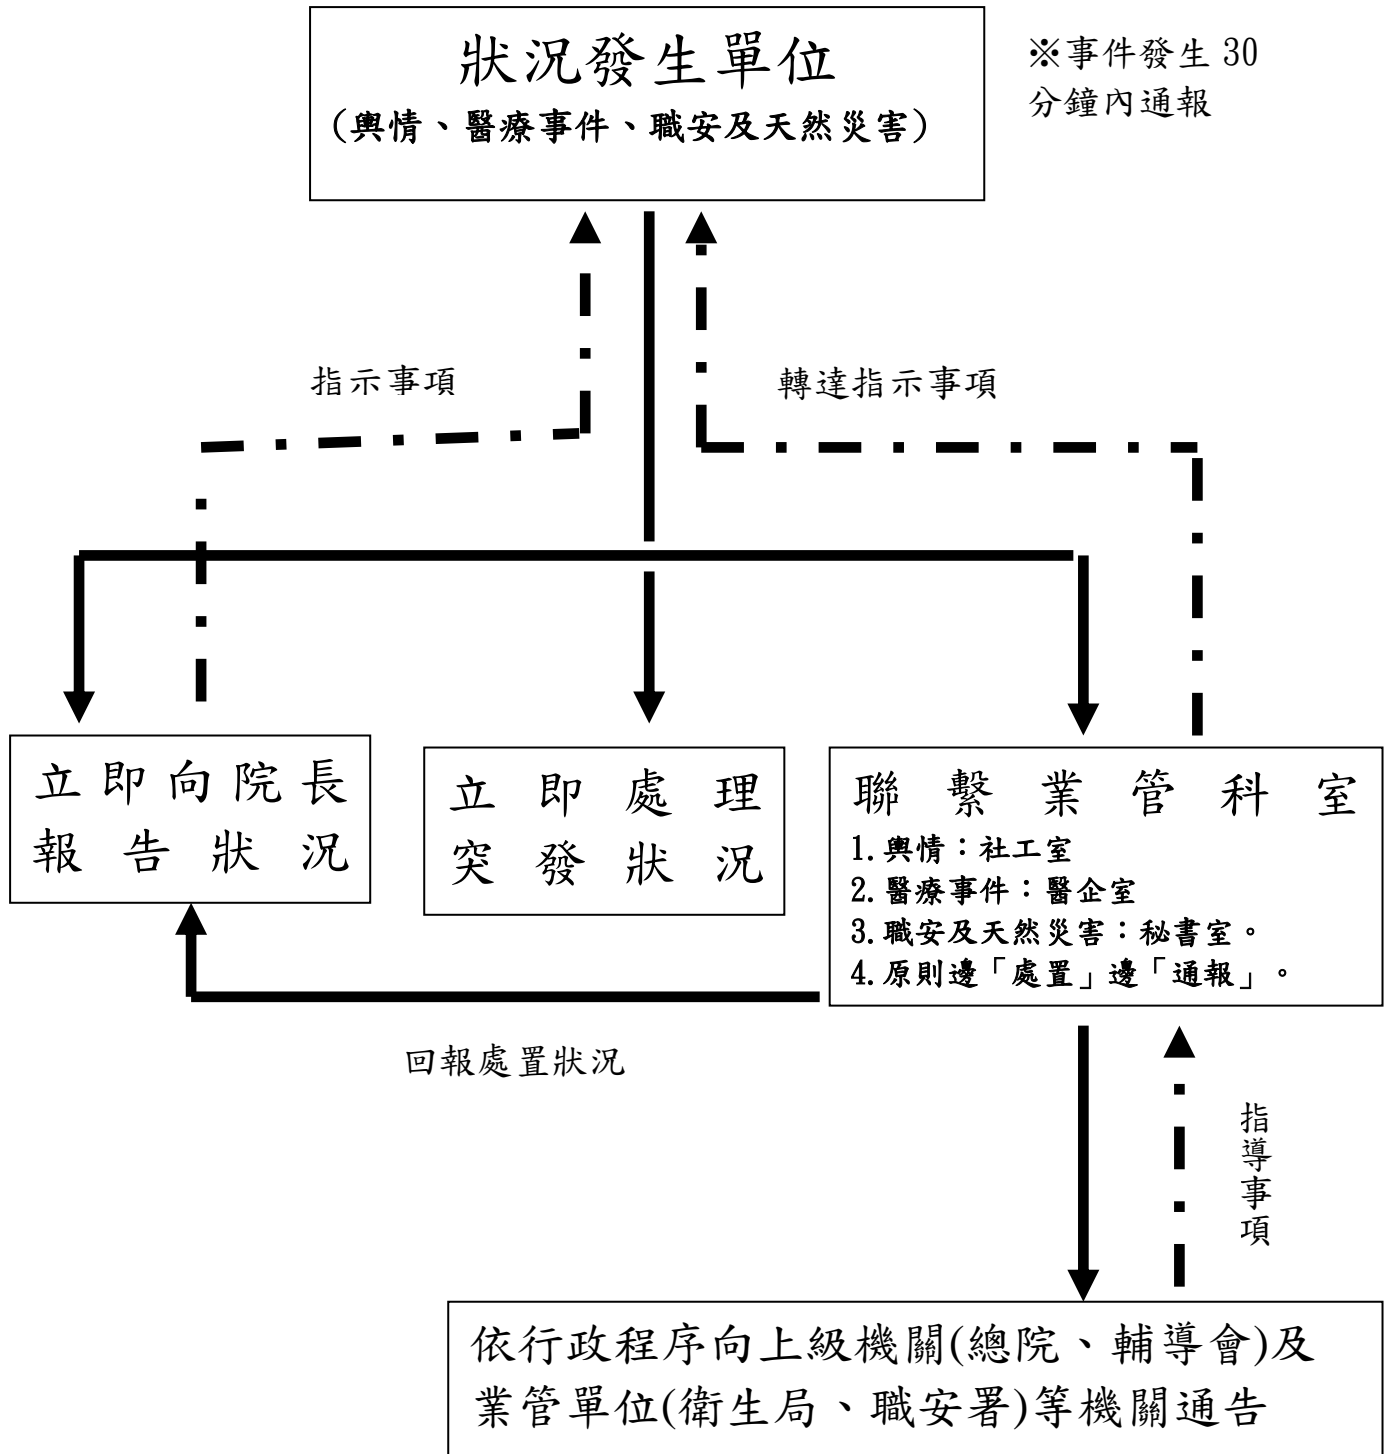 狀況發生單位
(輿情、醫療事件、職安及天然災害)
※事件發生 30
分鐘內通報
指示事項
轉達指示事項
立即向院長
報告狀況
立即處理
突發狀況
聯繫業管科室
1.輿情：社工室
2.醫療事件：醫企室
3.職安及天然災害：秘書室。
4.原則邊「處置」邊「通報」。
回報處置狀況
指導事項
依行政程序向上級機關(總院、輔導會)及
業管單位(衛生局、職安署)等機關通告